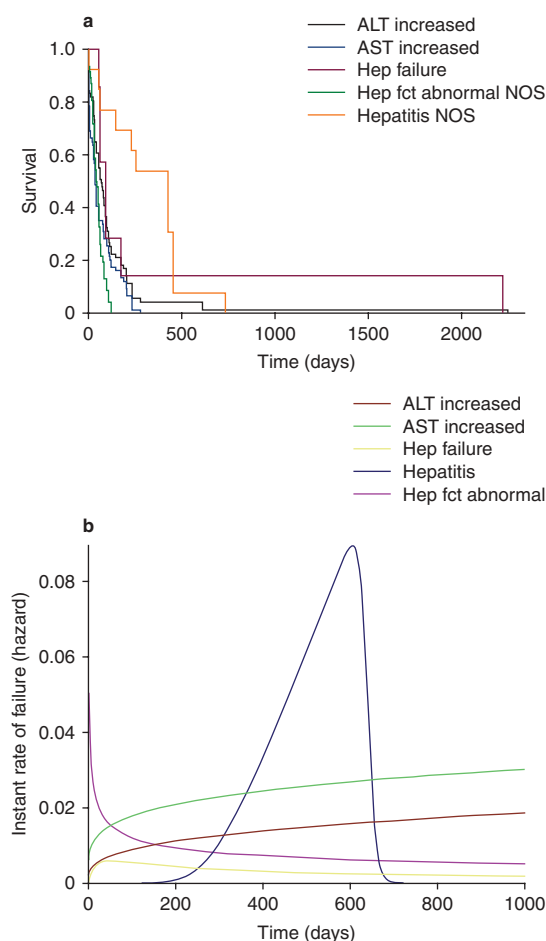 a
ALT increased
AST increased
Hep failure
Hep fct abnormal NOS
Hepatitis NOS
1.0
0.8
0.6
0.4
0.2
0
Survival
0
500
1000
1500
2000
Time (days)
ALT increased
AST increased
Hep failure
Hepatitis
Hep fct abnormal
b
0.08
0.06
0.04
0.02
0
Instant rate of failure (hazard)
0
200
400
600
800
1000
Time (days)